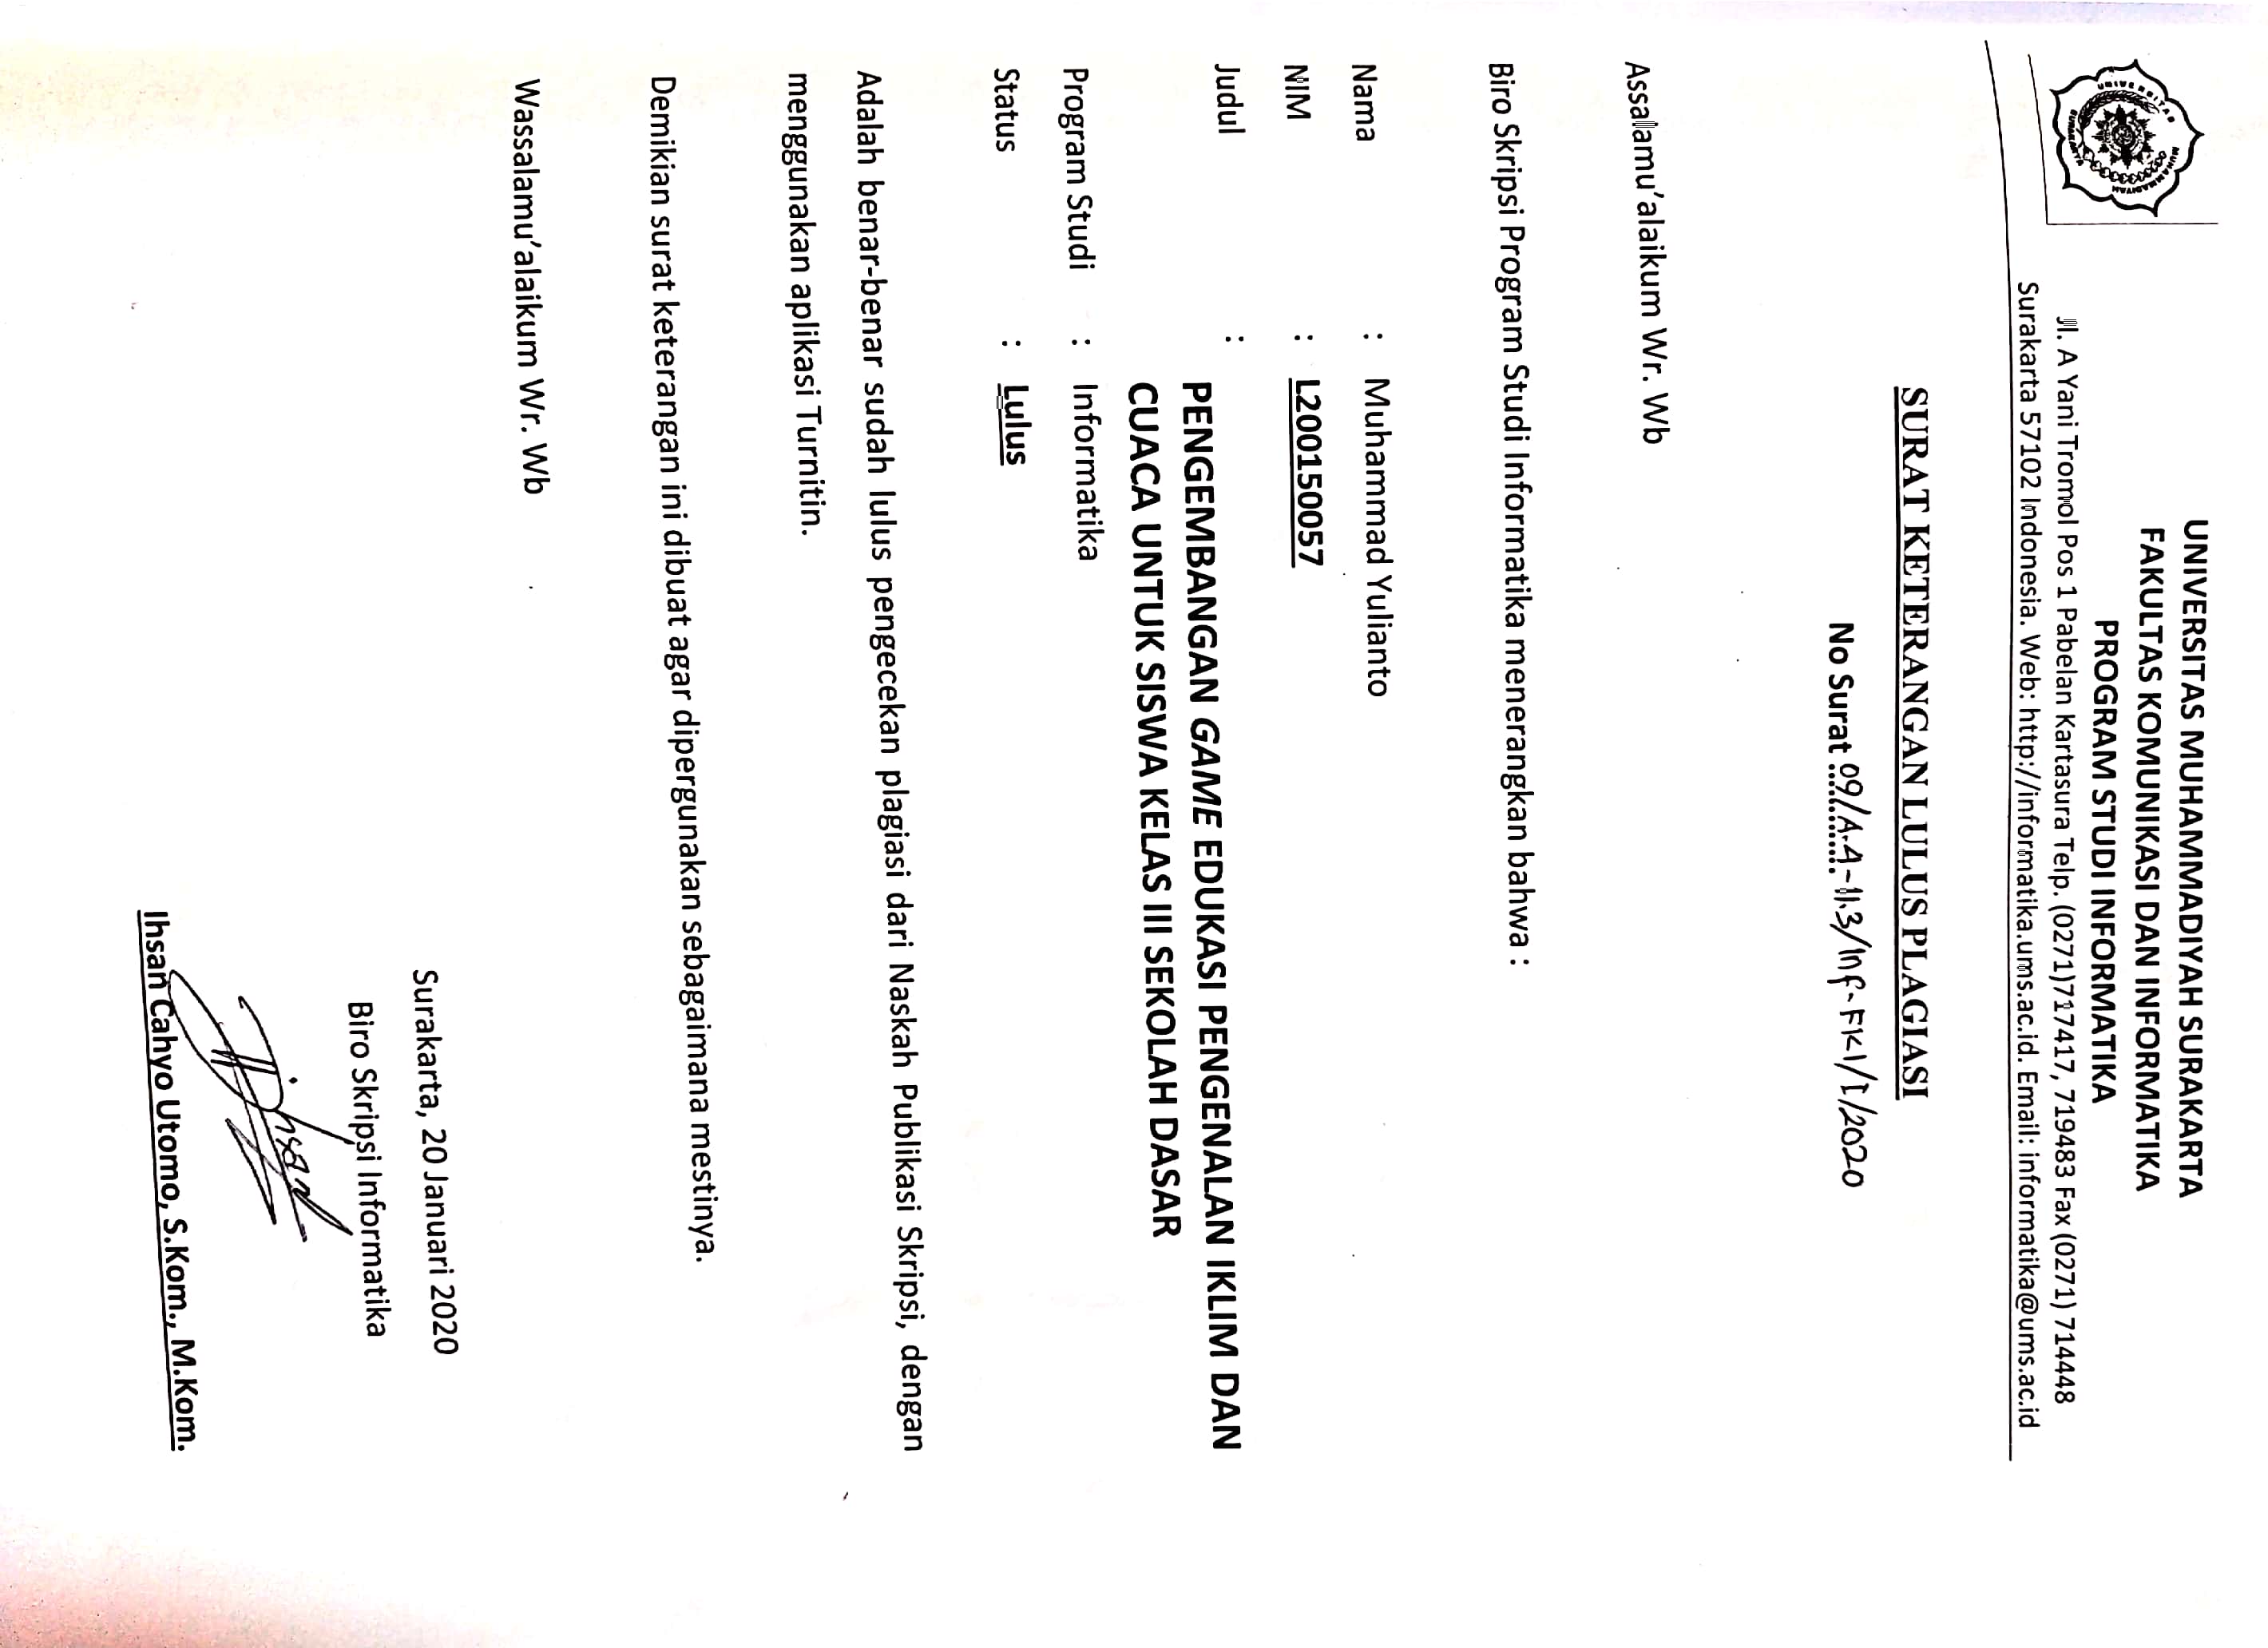 UNIVERSITAS MUHAMMADIYAH SURAKARTA
FAKULTAS KOMUNIKASI DAN INFORMATIKA
PROGRAM STUDI INFORMATIKA
Jl. A Yani Tromol Pos 1 Pabelan Kartasura Telp. (0271)717417, 719483 Fax (0271) 714448
Surakarta 57102 Indonesia. Web: http://informatika.ums.ac.id. Email: informatika@ums.ac.id
UNIVERSITAS MUHAMMADIYAH SURAKARTA
SURAT KETERANGAN LULUS PLAGIASI
No Surat 09/A.4-11.3/Inf-FKI/I/2020
Assalamu'alaikum Wr. Wb
Biro Skripsi Program Studi Informatika menerangkan bahwa :
Nama : Muhammad Yulianto
NIM : L200150057
Judul :
PENGEMBANGAN GAME EDUKASI PENGENALAN IKLIM DAN
CUACA UNTUK SISWA KELAS III SEKOLAH DASAR
Program Studi : Informatika
Status : Lulus
Adalah benar-benar sudah lulus pengecekan plagiasi dari Naskah Publikasi Skripsi, dengan
menggunakan aplikasi Turnitin.
Demikian surat keterangan ini dibuat agar dipergunakan sebagaimana mestinya.
Wassalamu'alaikum Wr. Wb
Surakarta, 20 Januari 2020
Biro Skripsi Informatika
Ihsan
Ihsan Cahyo Utomo, S.Kom., M.Kom.